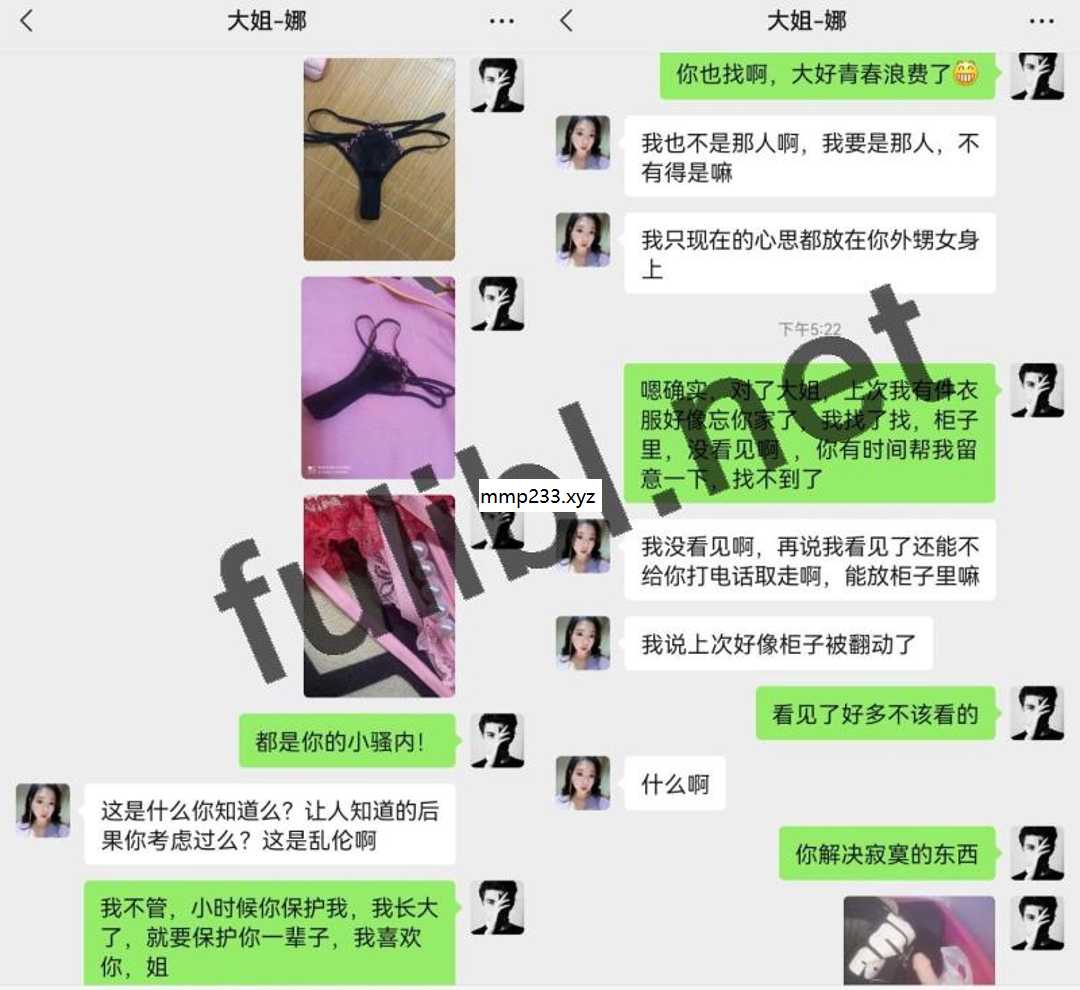 大姐-娜
都是你的小骚内！
这是什么你知道么？让人知道的后
果你考虑过么？这是乱伦啊
我不管，小时候你保护我，我长大
了，就要保护你一辈子，我喜欢
你，姐
大姐-娜
你也找啊，大好青春浪费了😁
我也不是那人啊，我要是那人，不
有得是嘛
我只现在的心思都放在你外甥女身
上
下午5:22
嗯确实，对了大姐，上次我有件衣
服好像忘你家了，我找了找，柜子
里，没看见啊 ，你有时间帮我留
意一下，找不到了
我没看见啊，再说我看见了还能不
给你打电话取走啊，能放柜子里嘛
我说上次好像柜子被翻动了
看见了好多不该看的
什么啊
你解决寂寞的东西
fulibl.net
mmp233.xyz